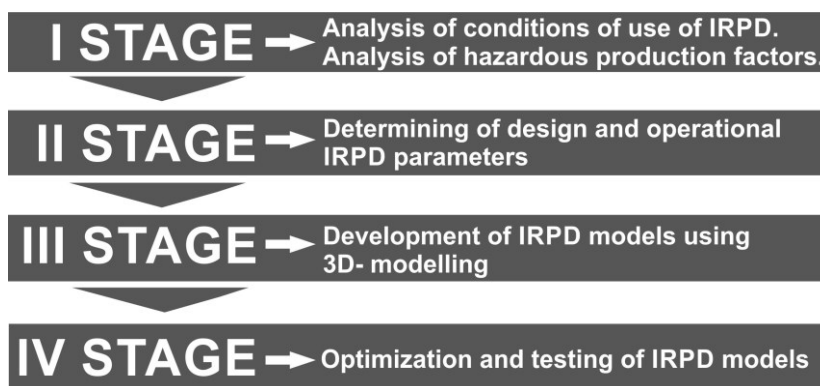 I STAGE
Analysis of conditions of use of IRPD.
Analysis of hazardous production factors.
II STAGE
Determining of design and operational
IRPD parameters
III STAGE
Development of IRPD models using
3D- modelling
IV STAGE
Optimization and testing of IRPD models